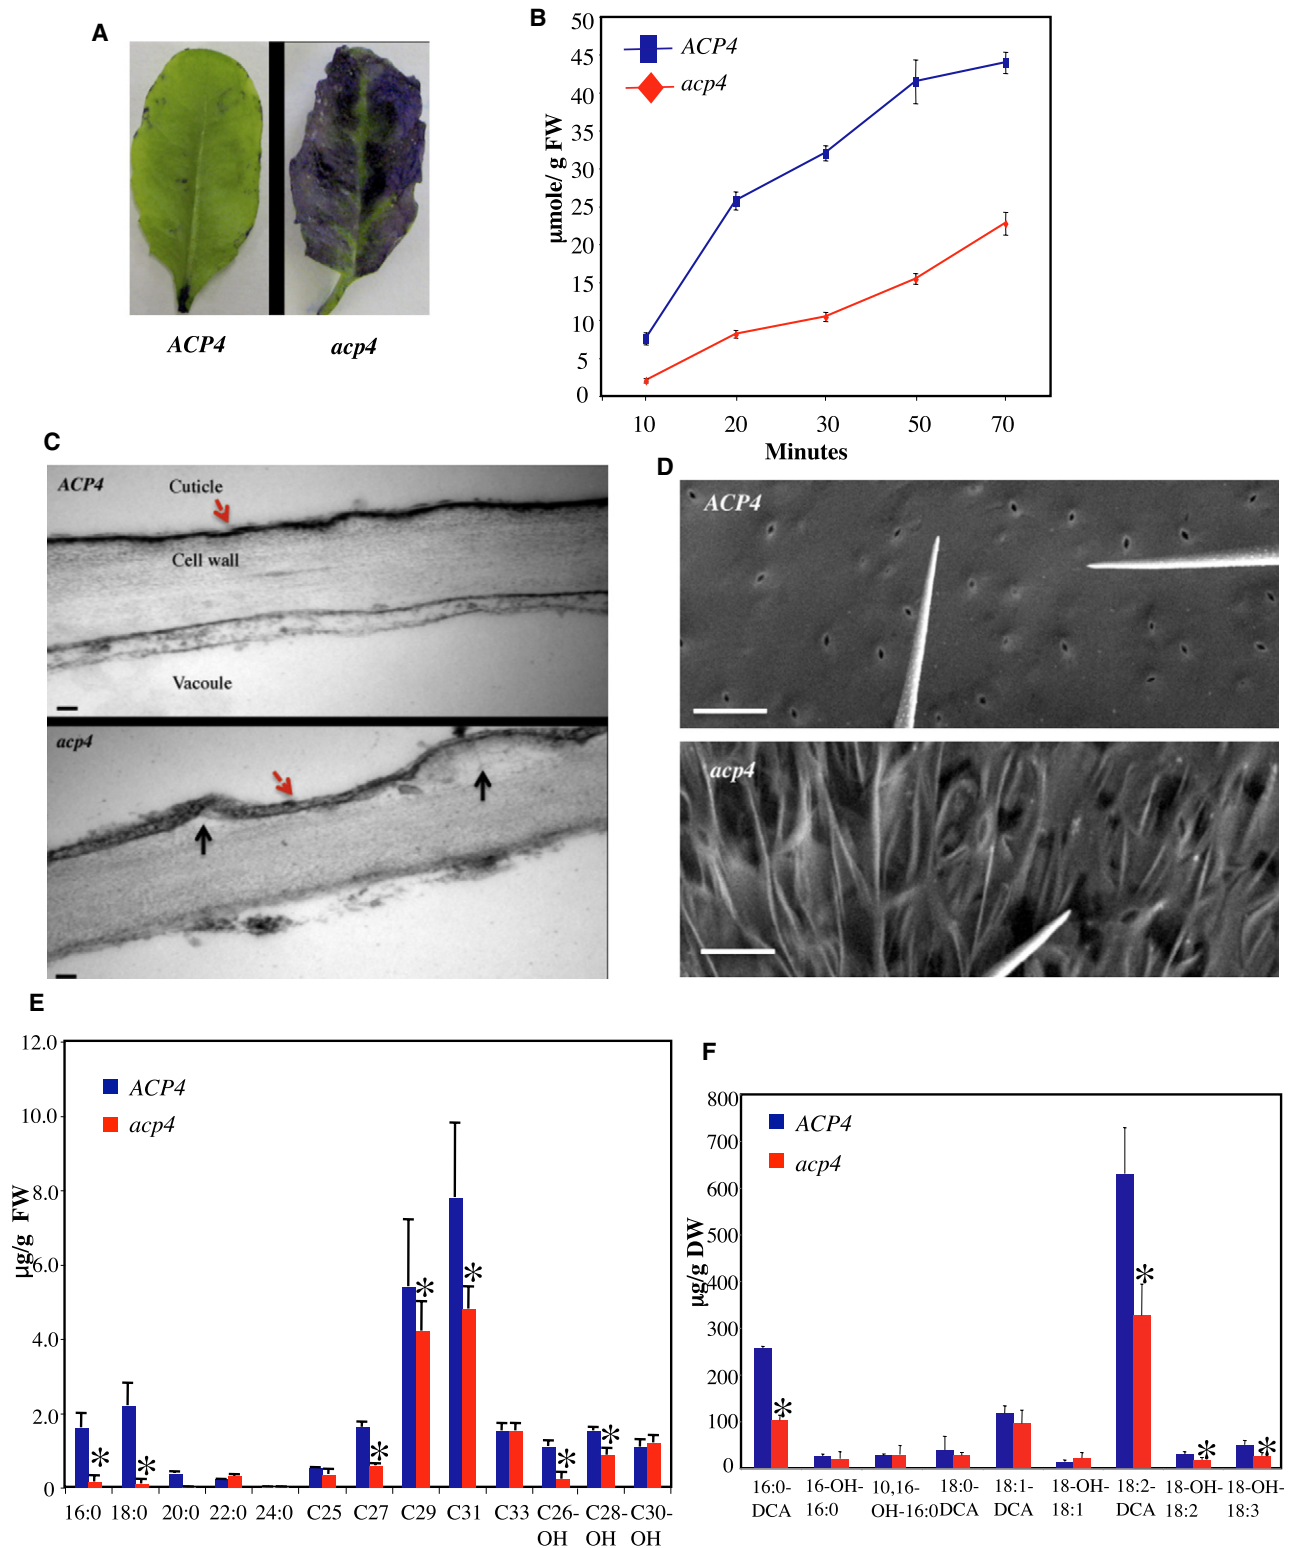 A
ACP4
acp4
B
ACP4
acp4
50
45
40
35
30
25
20
15
10
5
0
µmole/ g FW
10 20 30 50 70
Minutes
C
ACP4
Cuticle
Cell wall
Vacoule
acp4
D
ACP4
acp4
E
12.0
10.0
8.0
6.0
4.0
2.0
0
µg/g FW
ACP4
acp4
* * * * * * *
16:0 18:0 20:0 22:0 24:0 C25 C27 C29 C31 C33 C26-OH C28-OH C30-OH
F
800
700
600
500
400
300
200
100
0
µg/g DW
ACP4
acp4
* * * *
16:0-DCA 16-OH-16:0 10,16-OH-16:0 18:0-DCA 18:1-DCA 18-OH-18:1 18:2-DCA 18-OH-18:2 18-OH-18:3